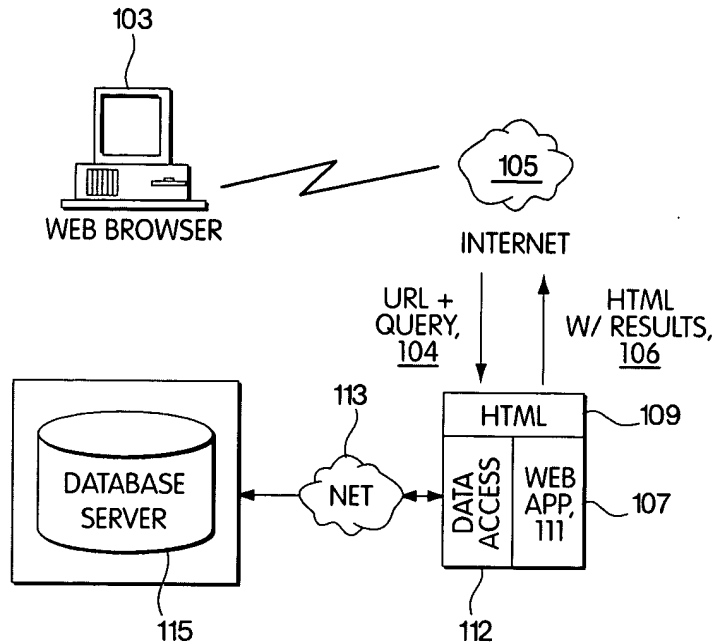 103
WEB BROWSER
105
INTERNET
URL +
QUERY,
104
HTML
W/ RESULTS,
106
113
HTML
109
DATABASE
SERVER
NET
DATA
ACCESS
WEB
APP,
111
107
115
112